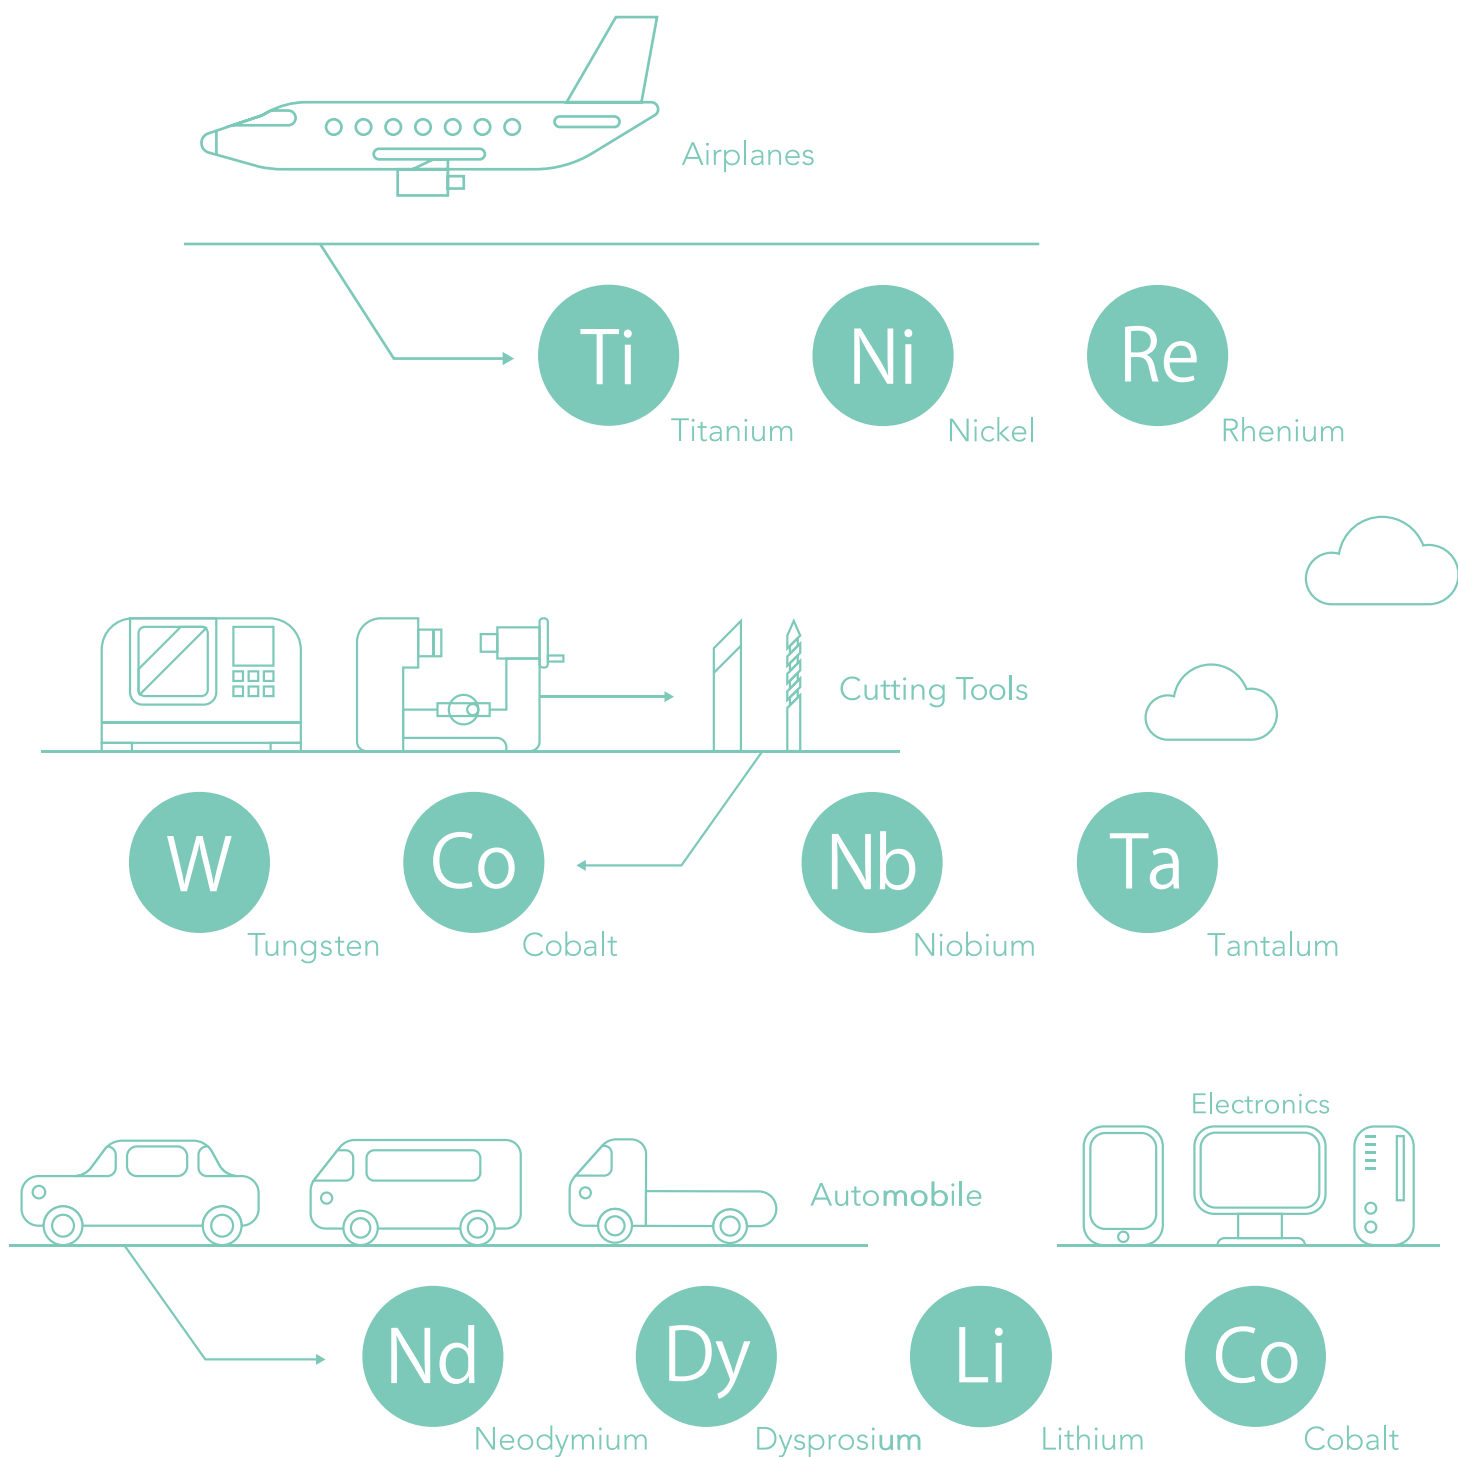 Airplanes
Ti
Ni
Re
Titanium
Nickel
Rhenium
Cutting Tools
W
Co
Nb
Ta
Tungsten
Cobalt
Niobium
Tantalum
Electronics
Automobile
Nd
Dy
Li
Co
Neodymium
Dysprosium
Lithium
Cobalt